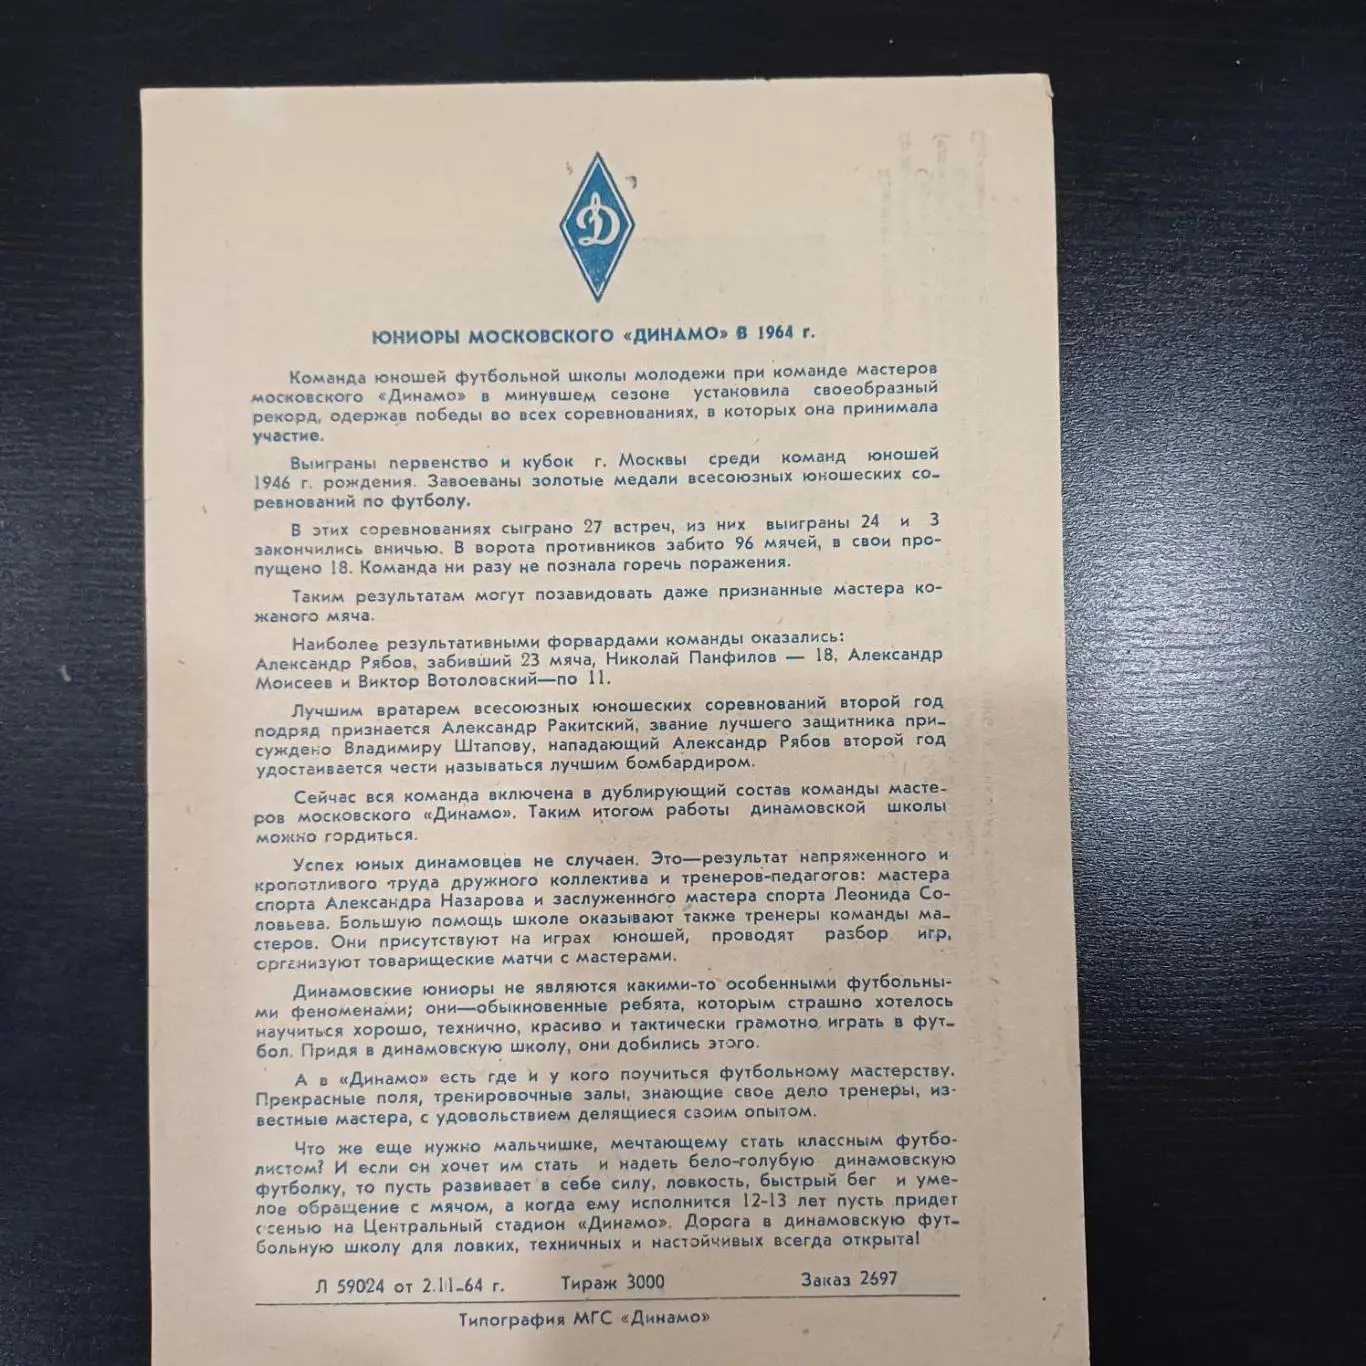 Д
ЮНИОРЫ МОСКОВСКОГО «ДИНАМО» В 1964 г.
Команда юношей футбольной школы молодежи при команде мастеров
московского «Динамо» в минувшем сезоне установила своеобразный
рекорд, одержав победы во всех соревнованиях, в которых она принимала
участие.
Выиграны первенство и кубок г. Москвы среди команд юношей
1946 г. рождения. Завоеваны золотые медали всесоюзных юношеских со-
ревнований по футболу.
В этих соревнованиях сыграно 27 встреч, из них выиграны 24 и 3
закончились вничью. В ворота противников забито 96 мячей, в свои про-
пущено 18. Команда ни разу не познала горечь поражения.
Таким результатам могут позавидовать даже признанные мастера ко-
жаного мяча.
Наиболее результативными форвардами команды оказались:
Александр Рябов, забивший 23 мяча, Николай Панфилов — 18, Александр
Моисеев и Виктор Вотоловский—по 11.
Лучшим вратарем всесоюзных юношеских соревнований второй год
подряд признается Александр Ракитский, звание лучшего защитника при-
суждено Владимиру Штапову, нападающий Александр Рябов второй год
удостаивается чести называться лучшим бомбардиром.
Сейчас вся команда включена в дублирующий состав команды масте-
ров московского «Динамо». Таким итогом работы динамовской школы
можно гордиться.
Успех юных динамовцев не случаен. Это—результат напряженного и
кропотливого труда дружного коллектива и тренеров-педагогов: мастера
спорта Александра Назарова и заслуженного мастера спорта Леонида Со-
ловьева. Большую помощь школе оказывают также тренеры команды ма-
стеров. Они присутствуют на играх юношей, проводят разбор игр,
организуют товарищеские матчи с мастерами.
Динамовские юниоры не являются какими-то особенными футбольны-
ми феноменами; они—обыкновенные ребята, которым страшно хотелось
научиться хорошо, технично, красиво и тактически грамотно играть в фут-
бол. Придя в динамовскую школу, они добились этого.
А в «Динамо» есть где и у кого поучиться футбольному мастерству.
Прекрасные поля, тренировочные залы, знающие свое дело тренеры, из-
вестные мастера, с удовольствием делящиеся своим опытом.
Что же еще нужно мальчишке, мечтающему стать классным футбо-
листом? И если он хочет им стать и надеть бело-голубую динамовскую
футболку, то пусть развивает в себе силу, ловкость, быстрый бег и уме-
лое обращение с мячом, а когда ему исполнится 12-13 лет пусть придет
осенью на Центральный стадион «Динамо». Дорога в динамовскую фут-
больную школу для ловких, техничных и настойчивых всегда открыта!
Л 59024 от 2.11-64 г. Тираж 3000 Заказ 2697
Типография МГС «Динамо»